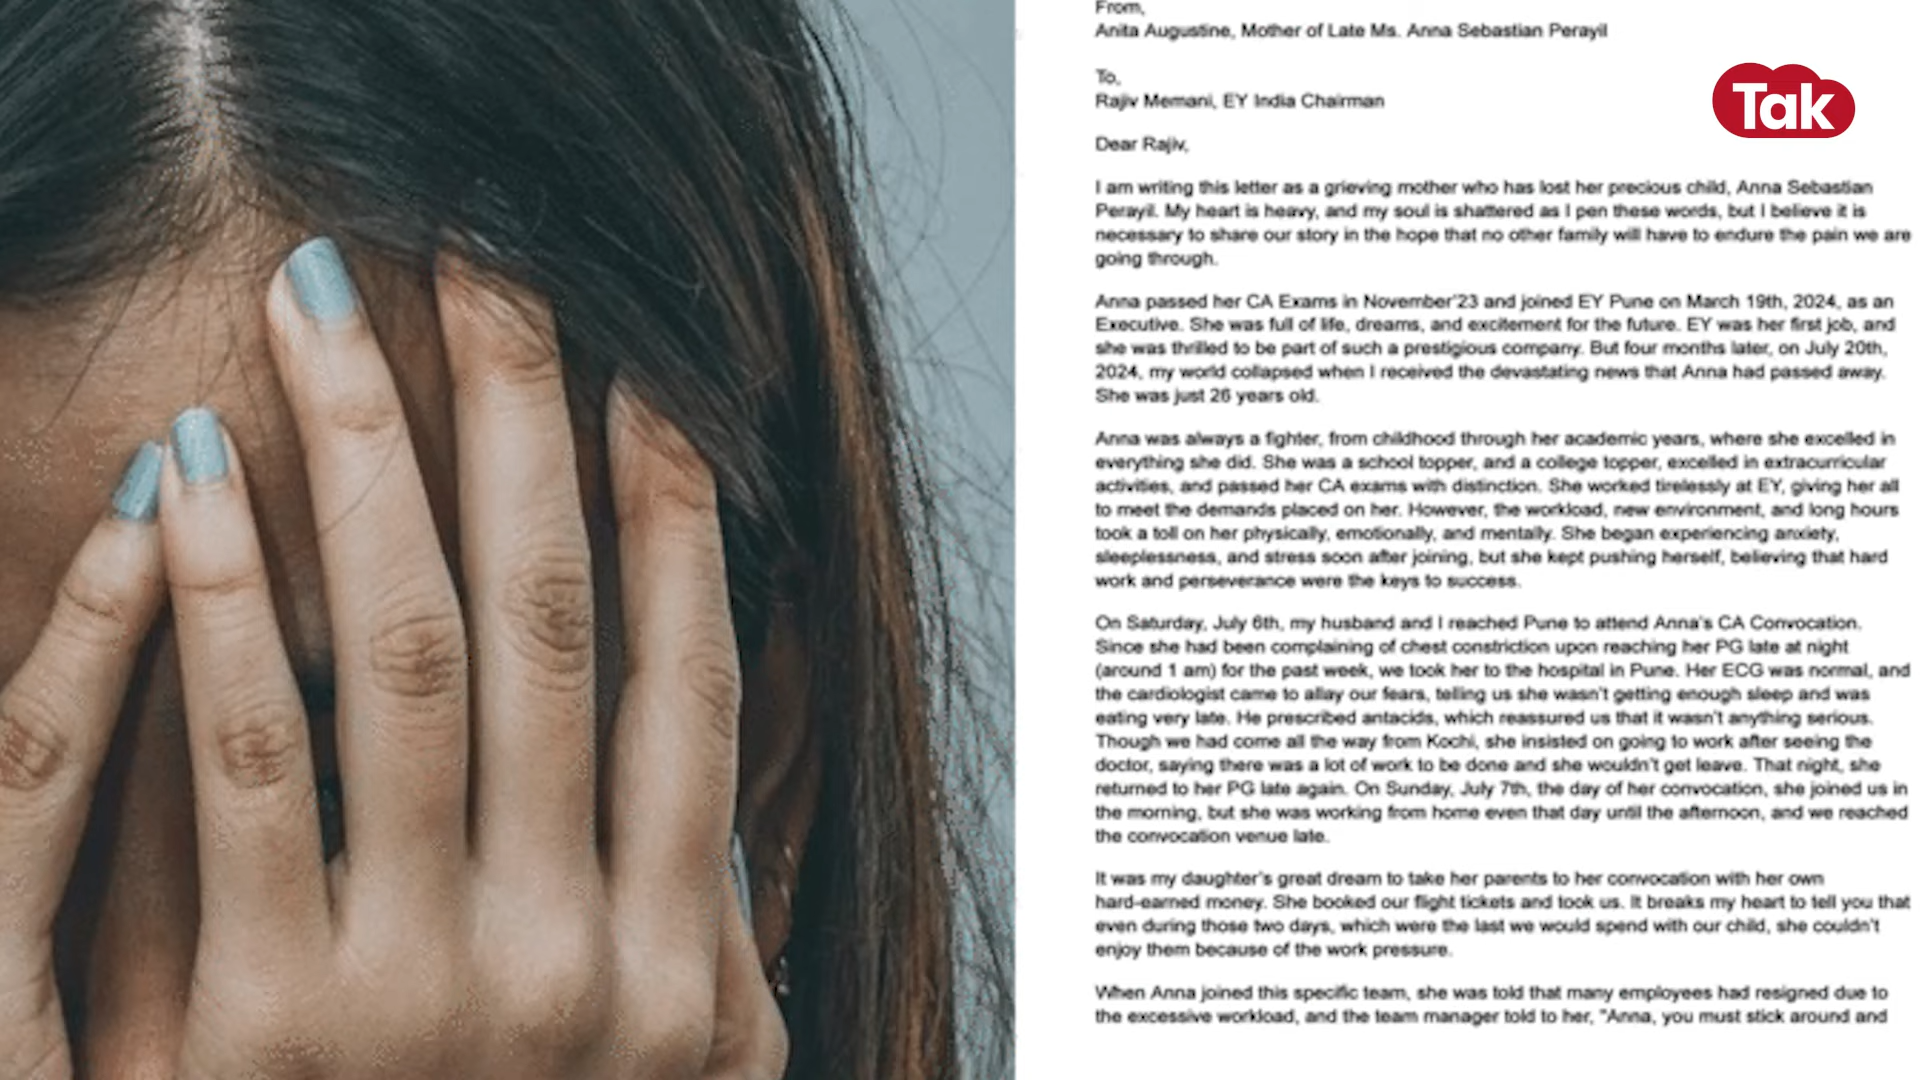 From,
Anita Augustine, Mother of Late Ms. Anna Sebastian Perayil
To,
Rajiv Memani, EY India Chairman
Tak
Dear Rajiv,
I am writing this letter as a grieving mother who has lost her precious child, Anna Sebastian
Perayil. My heart is heavy, and my soul is shattered as I pen these words, but I believe it is
necessary to share our story in the hope that no other family will have to endure the pain we are
going through.
Anna passed her CA Exams in November'23 and joined EY Pune on March 19th, 2024, as an
Executive. She was full of life, dreams, and excitement for the future. EY was her first job, and
she was thrilled to be part of such a prestigious company. But four months later, on July 20th,
2024, my world collapsed when I received the devastating news that Anna had passed away.
She was just 26 years old.
Anna was always a fighter, from childhood through her academic years, where she excelled in
everything she did. She was a school topper, and a college topper, excelled in extracurricular
activities, and passed her CA exams with distinction. She worked tirelessly at EY, giving her all
to meet the demands placed on her. However, the workload, new environment, and long hours
took a toll on her physically, emotionally, and mentally. She began experiencing anxiety,
sleeplessness, and stress soon after joining, but she kept pushing herself, believing that hard
work and perseverance were the keys to success.
On Saturday, July 6th, my husband and I reached Pune to attend Anna's CA Convocation.
Since she had been complaining of chest constriction upon reaching her PG late at night
(around 1 am) for the past week, we took her to the hospital in Pune. Her ECG was normal, and
the cardiologist came to allay our fears, telling us she wasn't getting enough sleep and was
eating very late. He prescribed antacids, which reassured us that it wasn't anything serious.
Though we had come all the way from Kochi, she insisted on going to work after seeing the
doctor, saying there was a lot of work to be done and she wouldn't get leave. That night, she
returned to her PG late again. On Sunday, July 7th, the day of her convocation, she joined us in
the morning, but she was working from home even that day until the afternoon, and we reached
the convocation venue late.
It was my daughter's great dream to take her parents to her convocation with her own
hard-earned money. She booked our flight tickets and took us. It breaks my heart to tell you that
even during those two days, which were the last we would spend with our child, she couldn't
enjoy them because of the work pressure.
When Anna joined this specific team, she was told that many employees had resigned due to
the excessive workload, and the team manager told to her, "Anna, you must stick around and